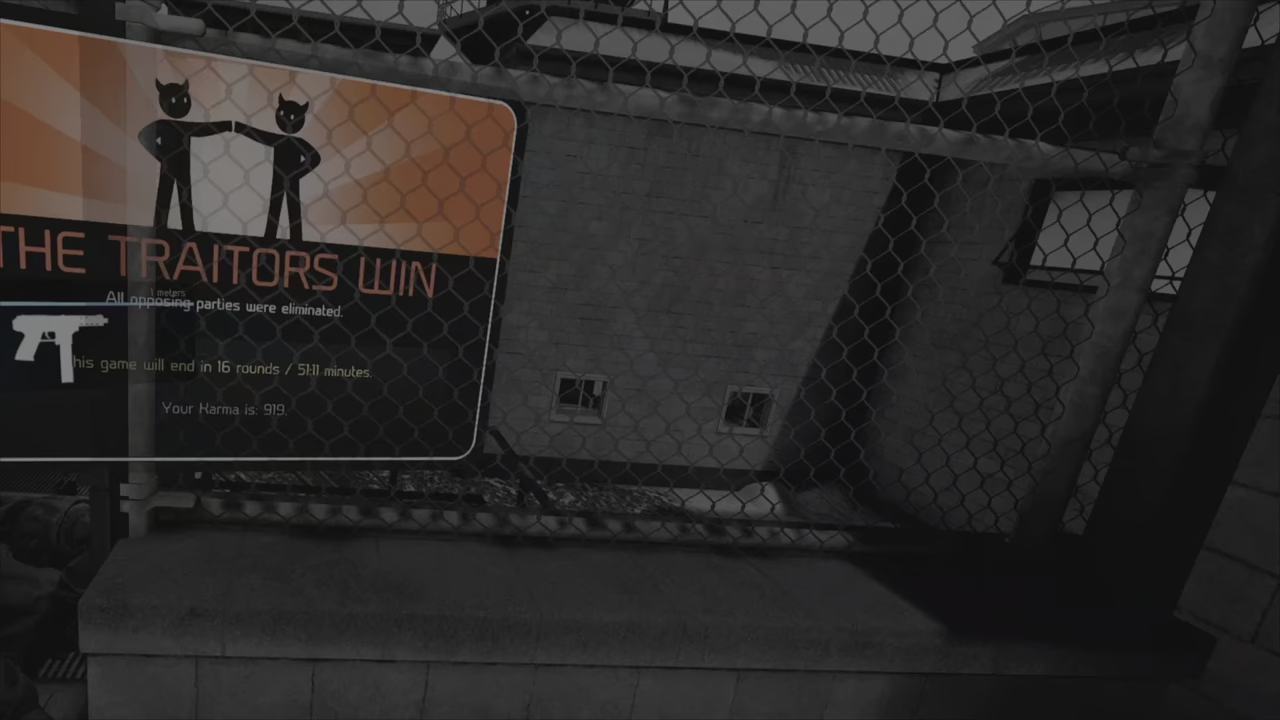 THE TRAITORS WIN
1 meters
All opposing parties were eliminated.
his game will end in 16 rounds / 51:11 minutes.
Your Karma is: 919.